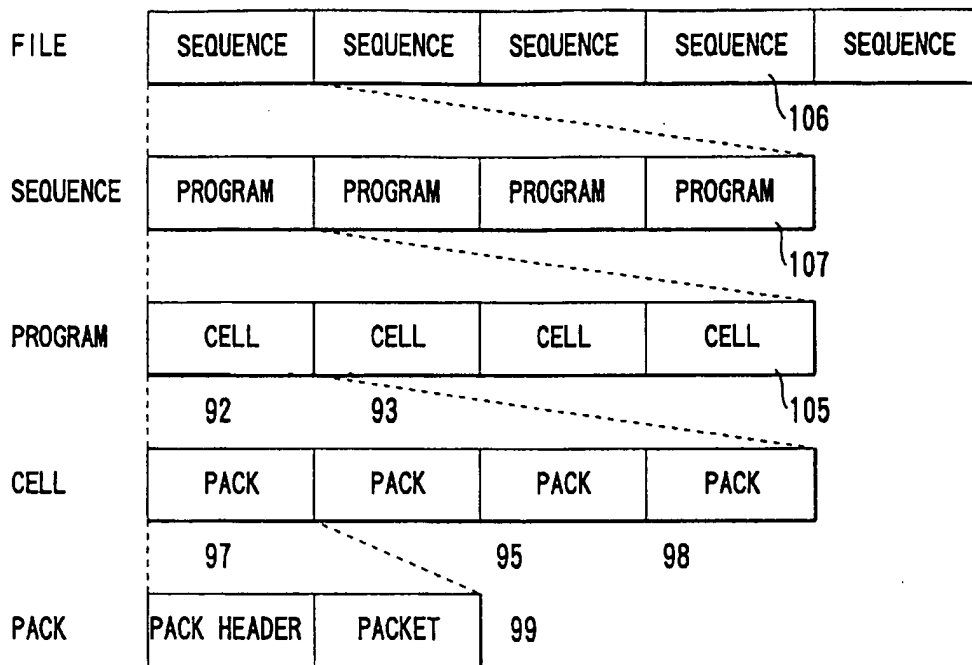 FILE SEQUENCE SEQUENCE SEQUENCE SEQUENCE SEQUENCE
106
SEQUENCE PROGRAM PROGRAM PROGRAM PROGRAM
107
PROGRAM CELL CELL CELL CELL
92 93 105
CELL PACK PACK PACK PACK
97 95 98
PACK PACK HEADER PACKET 99